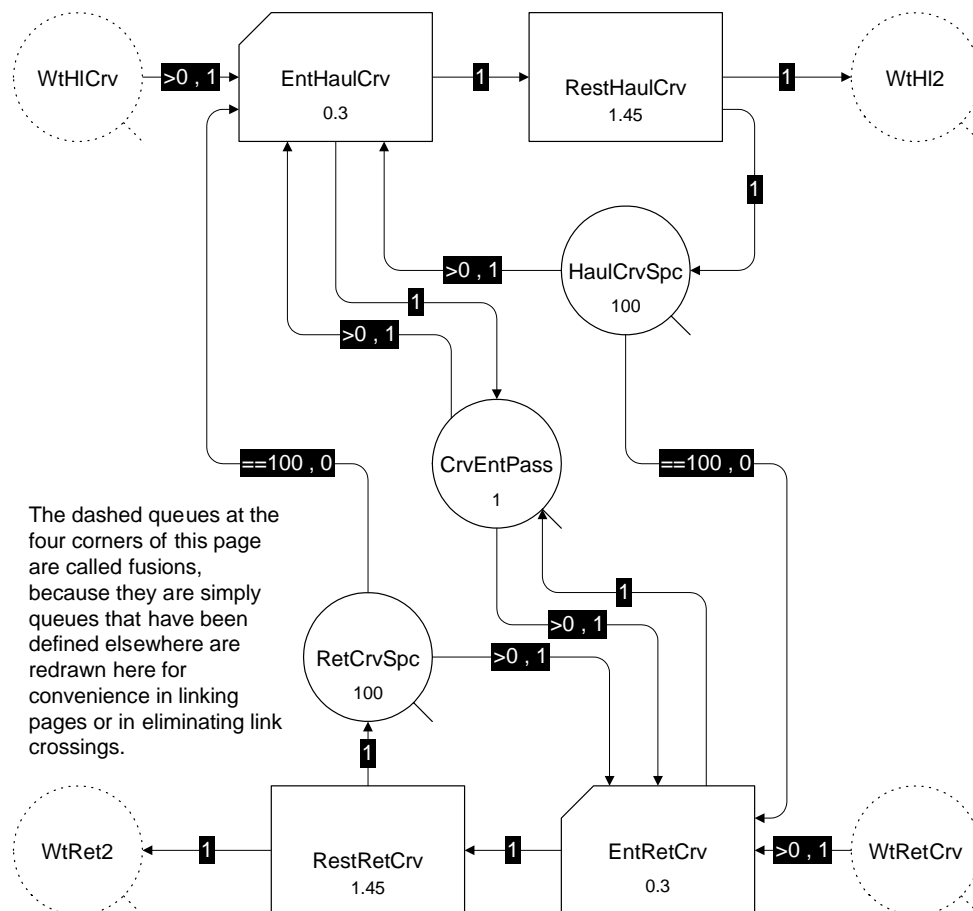 WtHlCrv
>0 , 1
EntHaulCrv
0.3
1
RestHaulCrv
1.45
1
WtHl2
1
>0 , 1
HaulCrvSpc
100
1
>0 , 1
==100 , 0
CrvEntPass
1
==100 , 0
The dashed queues at the
four corners of this page
are called fusions,
because they are simply
queues that have been
defined elsewhere are
redrawn here for
convenience in linking
pages or in eliminating link
crossings.
1
>0 , 1
RetCrvSpc
100
>0 , 1
1
WtRet2
1
RestRetCrv
1.45
1
EntRetCrv
0.3
>0 , 1
WtRetCrv